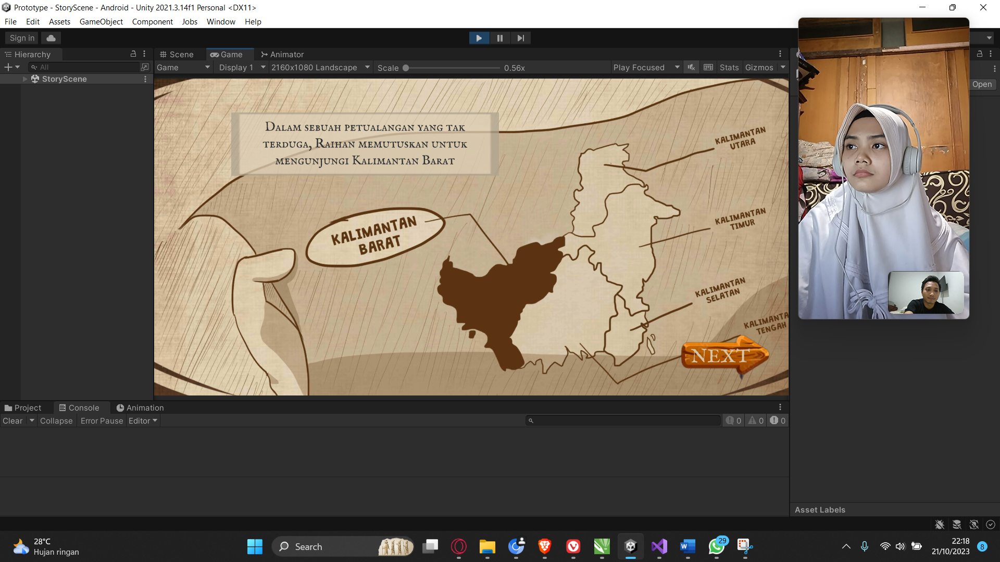 Prototype - StoryScene - Android - Unity 2021.3.14f1 Personal <DX11>
File Edit Assets GameObject Component Jobs Window Help
Sign in
Hierarchy
All
StoryScene
Scene Game Animator
Game Display 1 2160x1080 Landscape Scale 0.56x Play Focused Stats Gizmos
Open
Dalam sebuah petualangan yang tak
terduga, Raihan memutuskan untuk
mengunjungi Kalimantan Barat
KALIMANTAN
UTARA
KALIMANTAN
BARAT
KALIMANTAN
TIMUR
KALIMANTAN
SELATAN
KALIMANTA
TENGAH
NEXT
Project Console Animation
Clear Collapse Error Pause Editor 0 0 0
Asset Labels
28°C
Hujan ringan
Search
29
22:18
21/10/2023
8